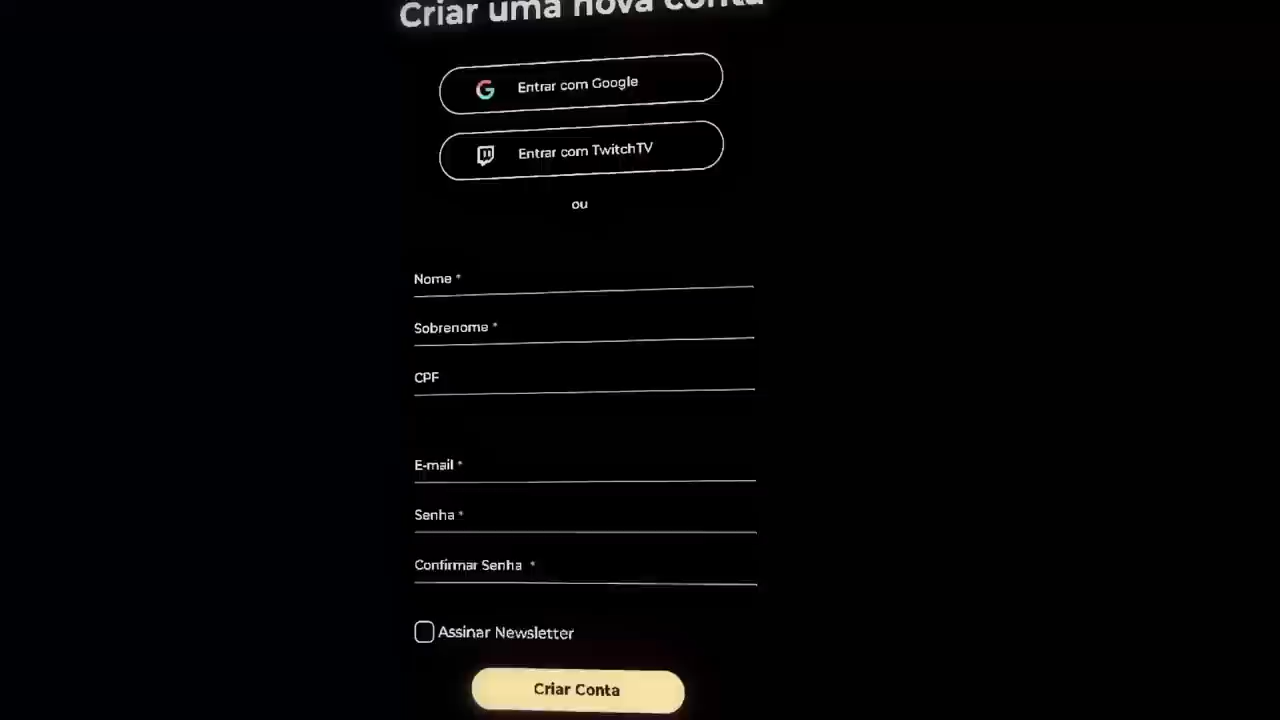 Criar uma nova conta
Entrar com Google
Entrar com TwitchTV
ou
Nome *
Sobrenome *
CPF
E-mail *
Senha *
Confirmar Senha *
Assinar Newsletter
Criar Conta